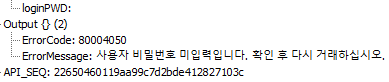 loginPWD:
Output {} (2)
ErrorCode: 80004050
ErrorMessage: 사용자 비밀번호 미입력입니다. 확인 후 다시 거래하십시오.
API_SEQ: 22650460119aa99c7d2bde412827103c